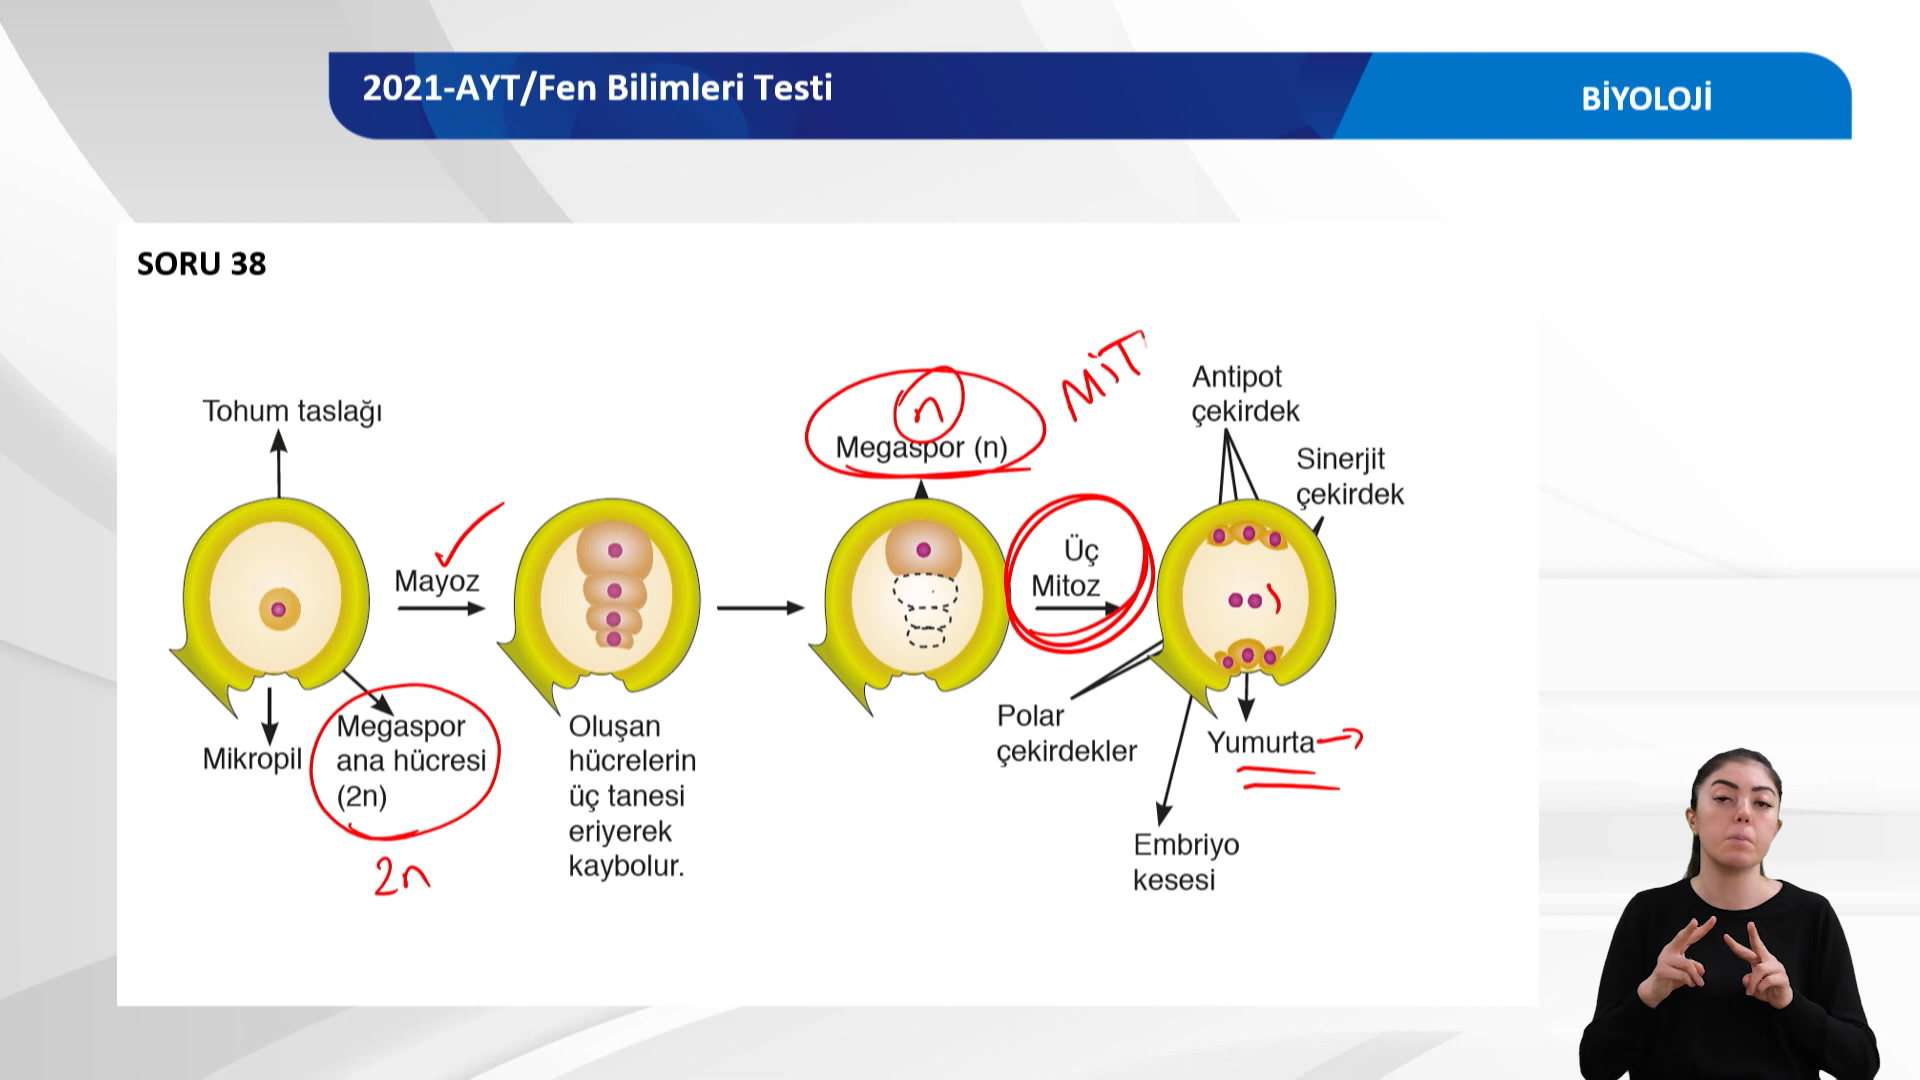 2021-AYT/Fen Bilimleri Testi
BİYOLOJİ
SORU 38
Tohum taslağı
Mayoz
Mikropil
Megaspor
ana hücresi
(2n)
2n
Oluşan
hücrelerin
üç tanesi
eriyerek
kaybolur.
n
Megaspor (n)
MİT
Üç
Mitoz
Antipot
çekirdek
Sinerjit
çekirdek
Polar
çekirdekler
Yumurta
Embriyo
kesesi